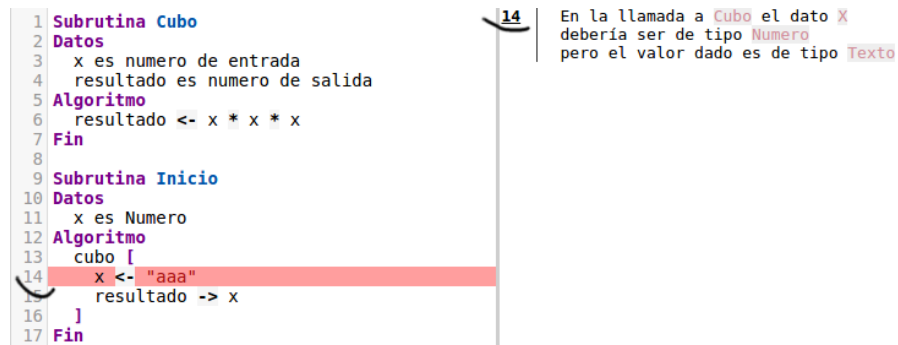 1 Subrutina Cubo
2 Datos
3 x es numero de entrada
4 resultado es numero de salida
5 Algoritmo
6 resultado <- x * x * x
7 Fin
8
9 Subrutina Inicio
10 Datos
11 x es Numero
12 Algoritmo
13 cubo [
14 x <- "aaa"
15 resultado -> x
16 ]
17 Fin
14 En la llamada a Cubo el dato X
debería ser de tipo Numero
pero el valor dado es de tipo Texto